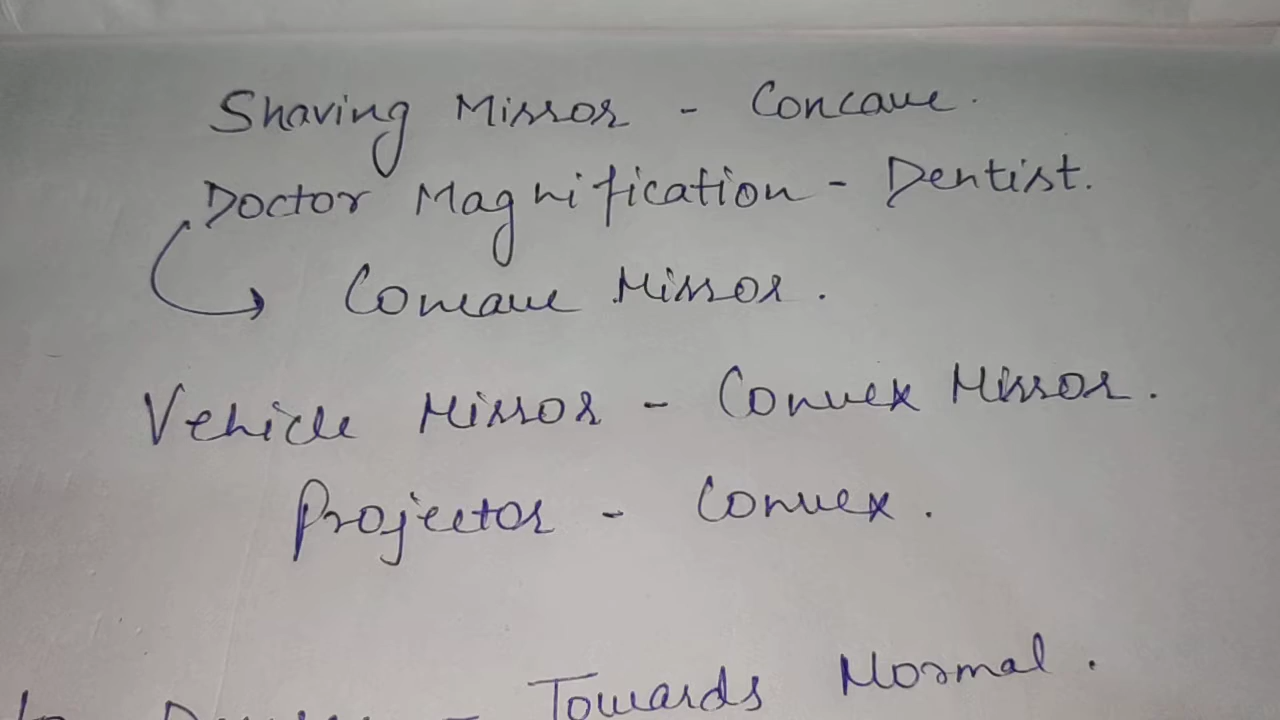 Shaving Mirror - Concave.
Doctor Magnification - Dentist.
Concave Mirror.
Vehicle Mirror - Convex Mirror.
Projector - Convex.
- Towards Normal.